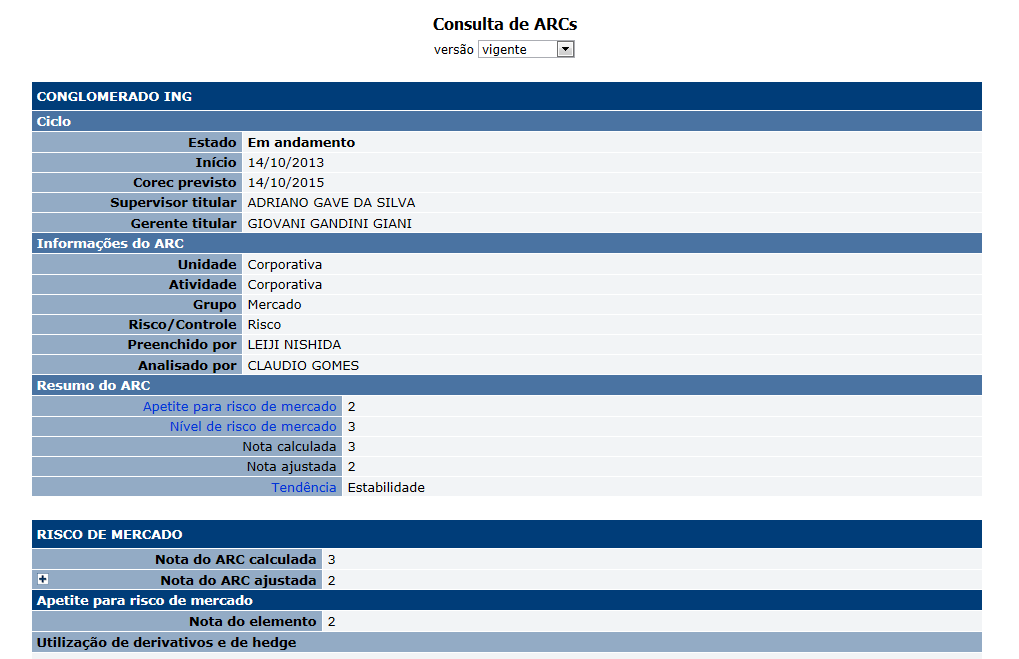 Consulta de ARCs
versão vigente
CONGLOMERADO ING
Ciclo
Estado Em andamento
Início 14/10/2013
Corec previsto 14/10/2015
Supervisor titular ADRIANO GAVE DA SILVA
Gerente titular GIOVANI GANDINI GIANI
Informações do ARC
Unidade Corporativa
Atividade Corporativa
Grupo Mercado
Risco/Controle Risco
Preenchido por LEIJI NISHIDA
Analisado por CLAUDIO GOMES
Resumo do ARC
Apetite para risco de mercado 2
Nível de risco de mercado 3
Nota calculada 3
Nota ajustada 2
Tendência Estabilidade
RISCO DE MERCADO
Nota do ARC calculada 3
Nota do ARC ajustada 2
Apetite para risco de mercado
Nota do elemento 2
Utilização de derivativos e de hedge